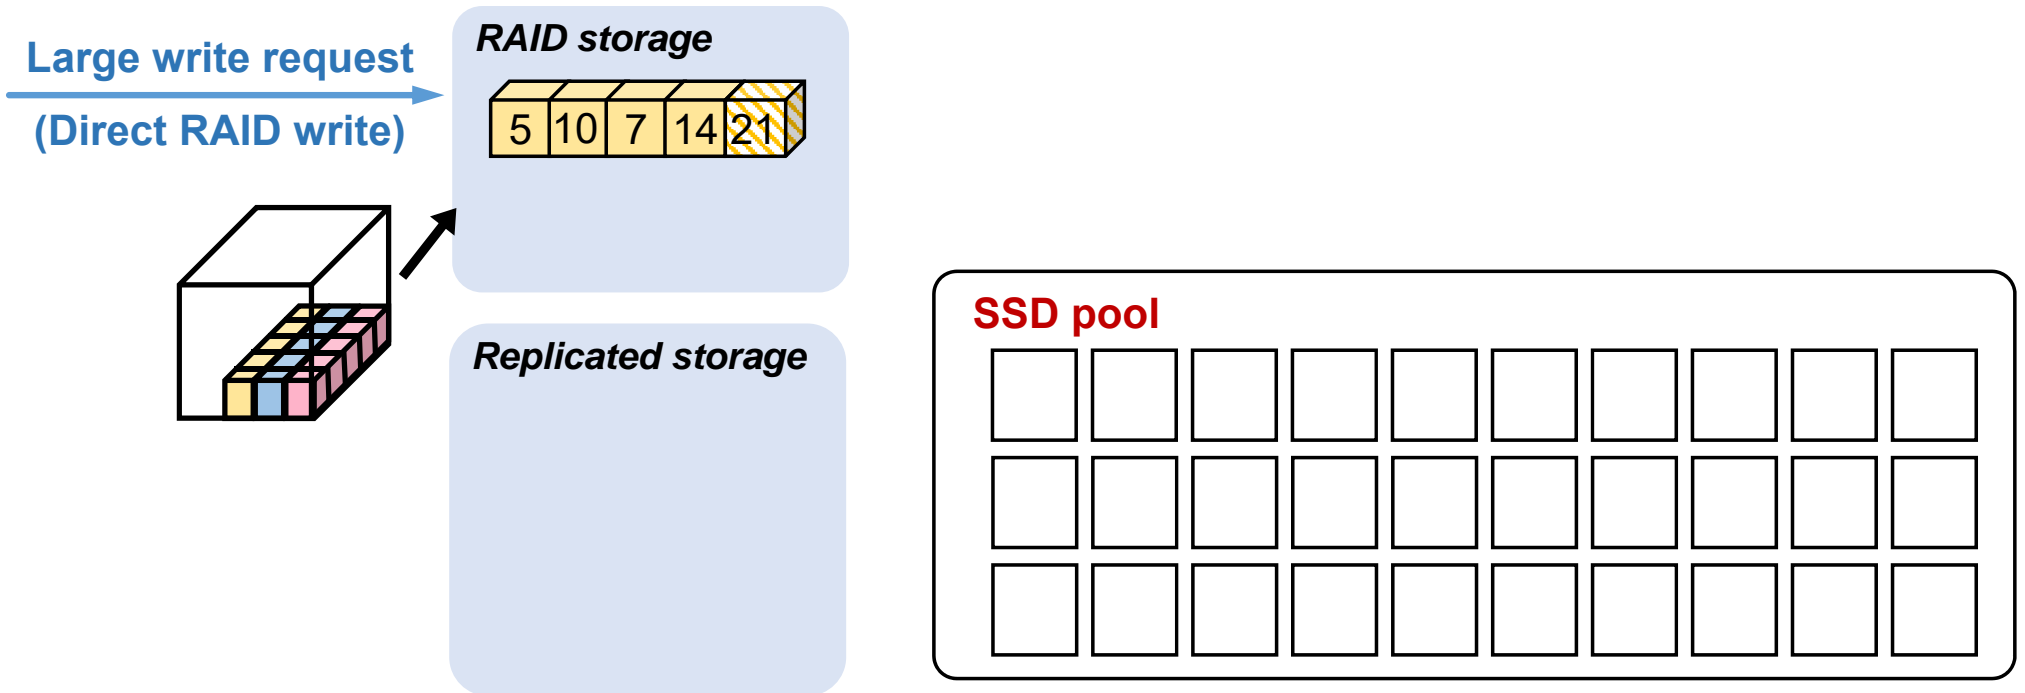 Large write request
(Direct RAID write)
RAID storage
5 10 7 14 21
Replicated storage
SSD pool